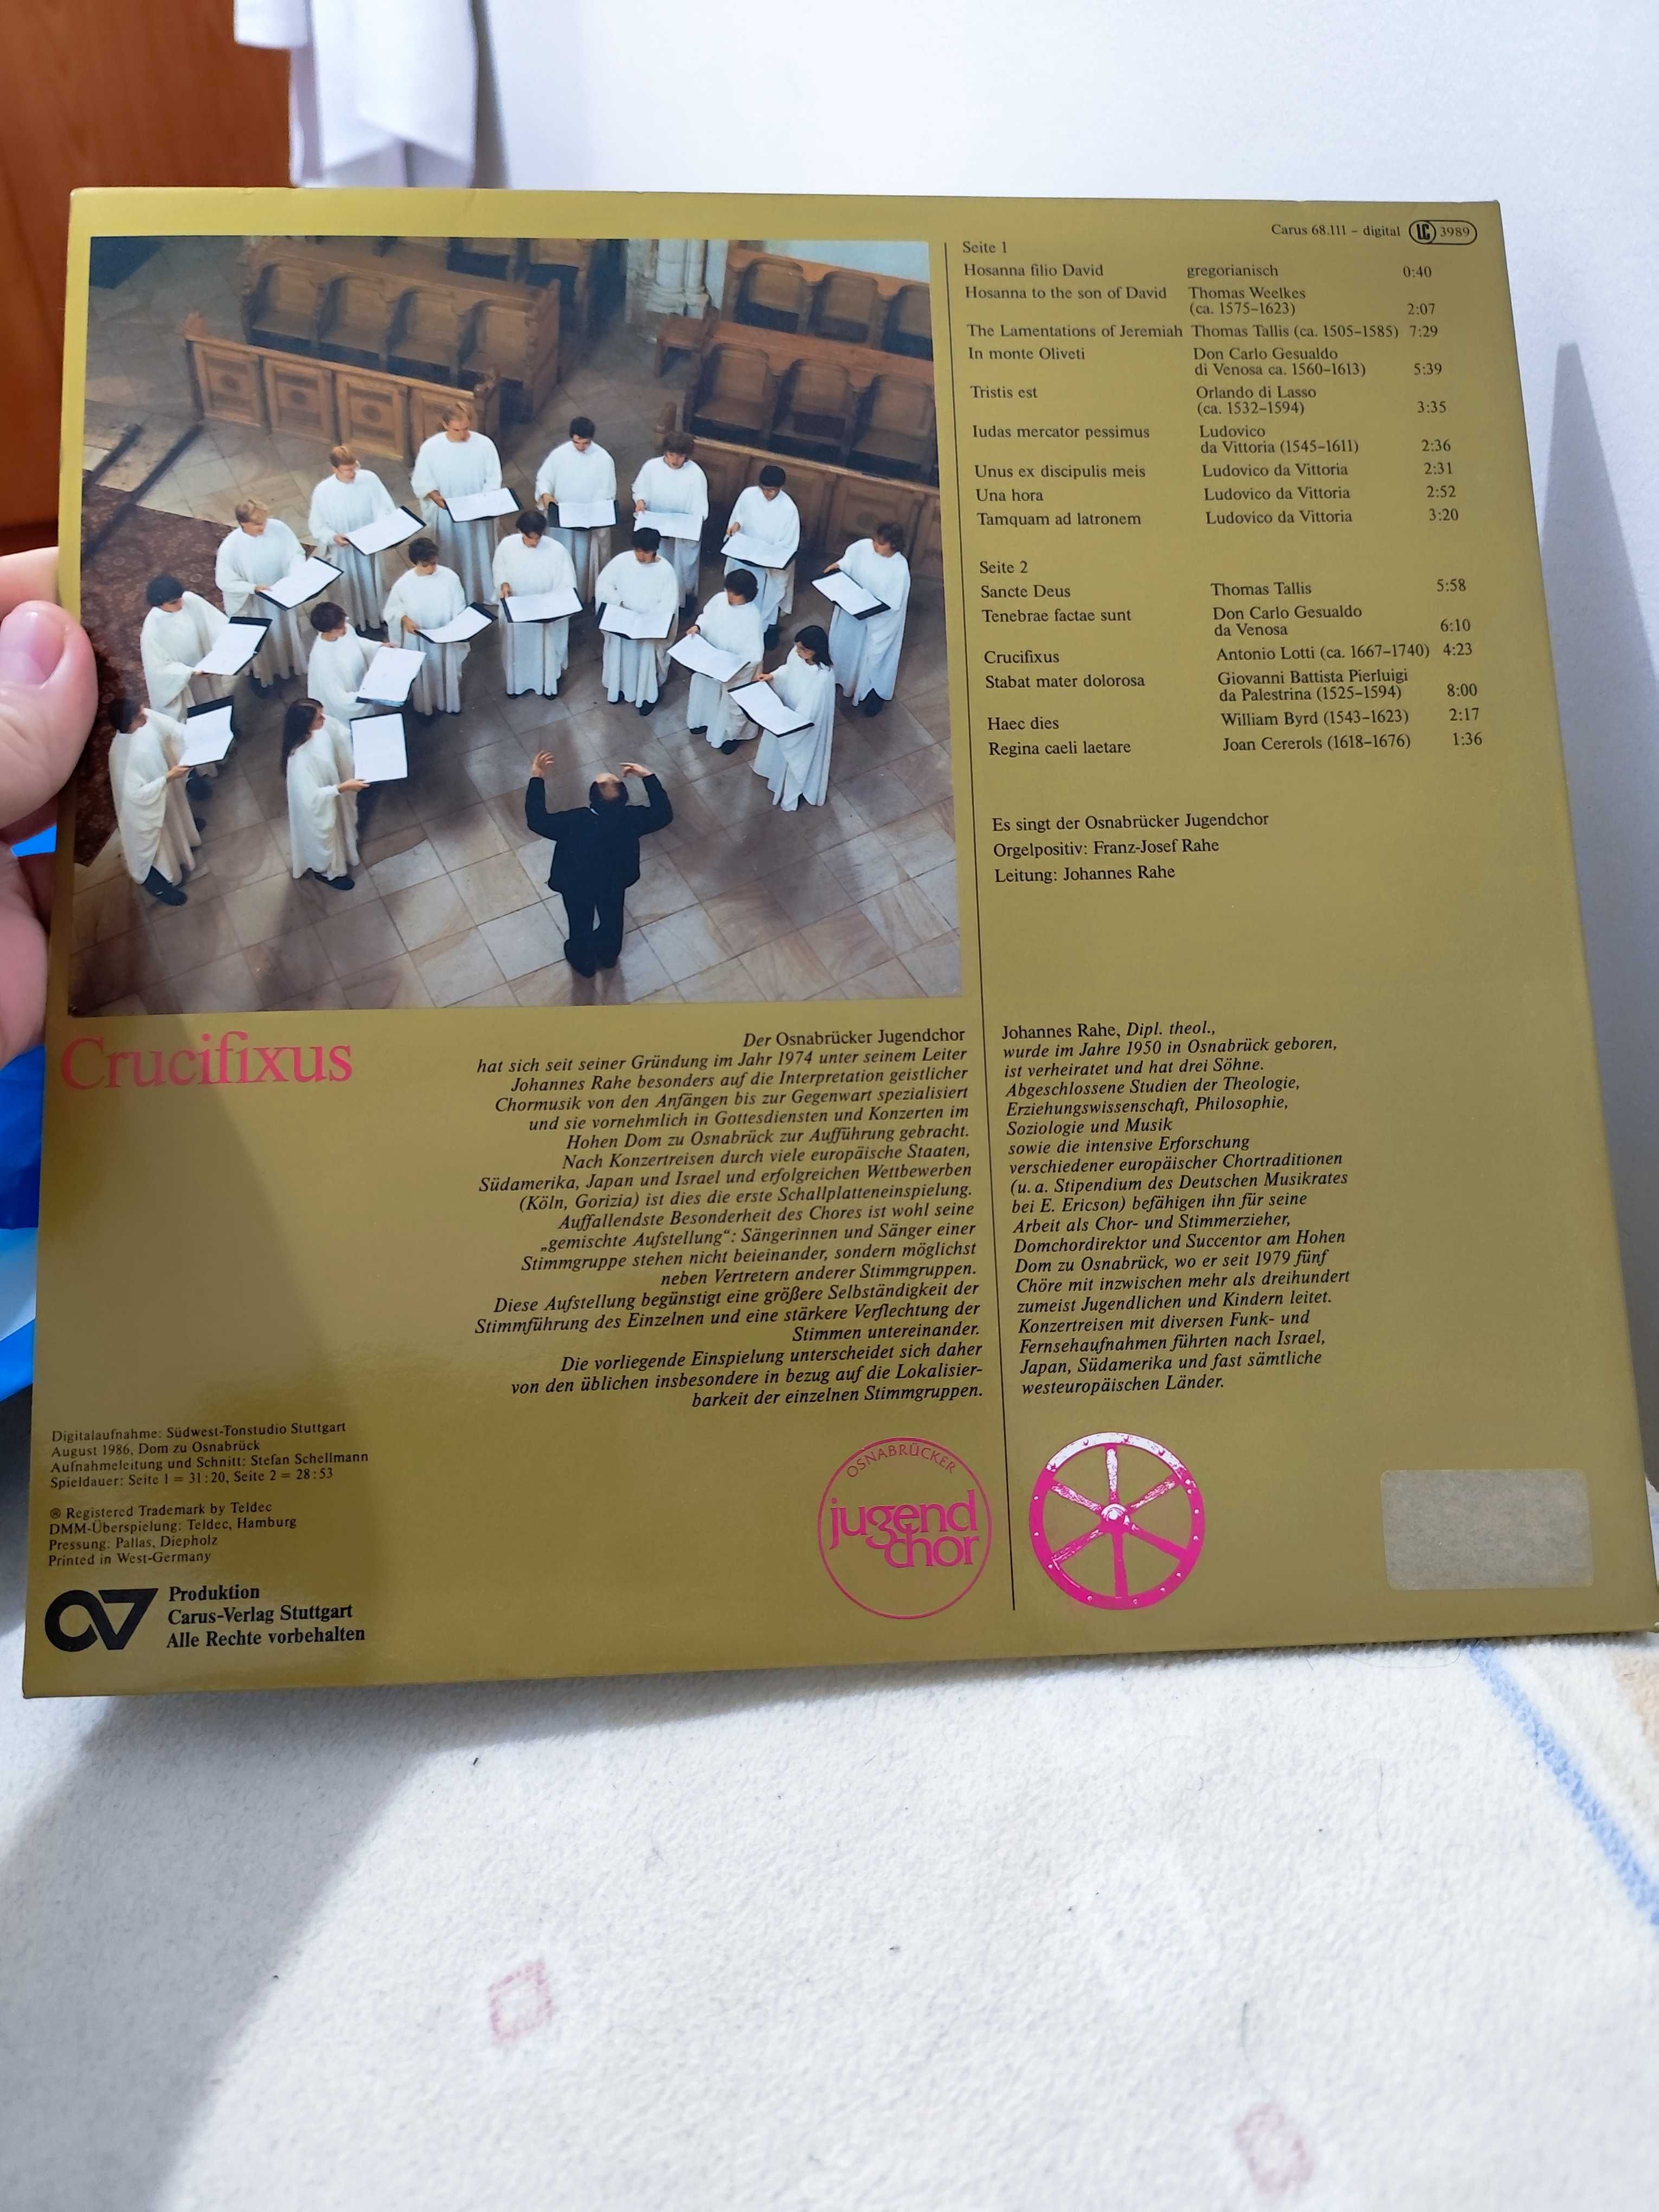 Carus 68.111 – digital LC 3989
Seite 1
Hosanna filio David gregorianisch 0:40
Hosanna to the son of David Thomas Weelkes
(ca. 1575–1623) 2:07
The Lamentations of Jeremiah Thomas Tallis (ca. 1505–1585) 7:29
In monte Oliveti Don Carlo Gesualdo
di Venosa ca. 1560–1613) 5:39
Tristis est Orlando di Lasso
(ca. 1532–1594) 3:35
Iudas mercator pessimus Ludovico
da Vittoria (1545–1611) 2:36
Unus ex discipulis meis Ludovico da Vittoria 2:31
Una hora Ludovico da Vittoria 2:52
Tamquam ad latronem Ludovico da Vittoria 3:20
Seite 2
Sancte Deus Thomas Tallis 5:58
Tenebrae factae sunt Don Carlo Gesualdo
da Venosa 6:10
Crucifixus Antonio Lotti (ca. 1667–1740) 4:23
Stabat mater dolorosa Giovanni Battista Pierluigi
da Palestrina (1525–1594) 8:00
Haec dies William Byrd (1543–1623) 2:17
Regina caeli laetare Joan Cererols (1618–1676) 1:36
Es singt der Osnabrücker Jugendchor
Orgelpositiv: Franz-Josef Rahe
Leitung: Johannes Rahe
Crucifixus
Der Osnabrücker Jugendchor
hat sich seit seiner Gründung im Jahr 1974 unter seinem Leiter
Johannes Rahe besonders auf die Interpretation geistlicher
Chormusik von den Anfängen bis zur Gegenwart spezialisiert
und sie vornehmlich in Gottesdiensten und Konzerten im
Hohen Dom zu Osnabrück zur Aufführung gebracht.
Nach Konzertreisen durch viele europäische Staaten,
Südamerika, Japan und Israel und erfolgreichen Wettbewerben
(Köln, Gorizia) ist dies die erste Schallplatteneinspielung.
Auffallendste Besonderheit des Chores ist wohl seine
„gemischte Aufstellung“: Sängerinnen und Sänger einer
Stimmgruppe stehen nicht beieinander, sondern möglichst
neben Vertretern anderer Stimmgruppen.
Diese Aufstellung begünstigt eine größere Selbständigkeit der
Stimmführung des Einzelnen und eine stärkere Verflechtung der
Stimmen untereinander.
Die vorliegende Einspielung unterscheidet sich daher
von den üblichen insbesondere in bezug auf die Lokalisier-
barkeit der einzelnen Stimmgruppen.
Johannes Rahe, Dipl. theol.,
wurde im Jahre 1950 in Osnabrück geboren,
ist verheiratet und hat drei Söhne.
Abgeschlossene Studien der Theologie,
Erziehungswissenschaft, Philosophie,
Soziologie und Musik
sowie die intensive Erforschung
verschiedener europäischer Chortraditionen
(u. a. Stipendium des Deutschen Musikrates
bei E. Ericson) befähigen ihn für seine
Arbeit als Chor- und Stimmerzieher,
Domchordirektor und Succentor am Hohen
Dom zu Osnabrück, wo er seit 1979 fünf
Chöre mit inzwischen mehr als dreihundert
zumeist Jugendlichen und Kindern leitet.
Konzertreisen mit diversen Funk- und
Fernsehaufnahmen führten nach Israel,
Japan, Südamerika und fast sämtliche
westeuropäischen Länder.
Digitalaufnahme: Südwest-Tonstudio Stuttgart
August 1986, Dom zu Osnabrück
Aufnahmeleitung und Schnitt: Stefan Schellmann
Spieldauer: Seite 1 = 31:20, Seite 2 = 28:53
® Registered Trademark by Teldec
DMM-Überspielung: Teldec, Hamburg
Pressung: Pallas, Diepholz
Printed in West-Germany
Produktion
Carus-Verlag Stuttgart
Alle Rechte vorbehalten
OSNABRÜCKER
jugend
chor